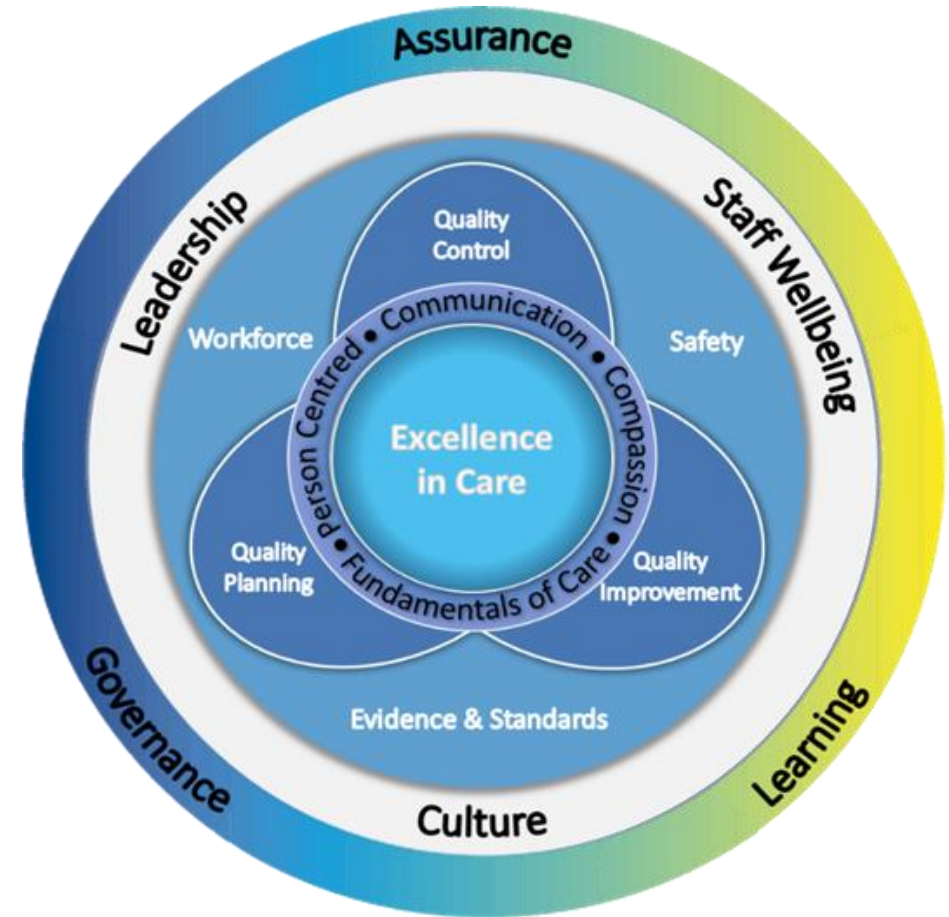 Assurance
Leadership
Staff Wellbeing
Quality
Control
Workforce
Safety
Person Centred • Communication • Compassion • Fundamentals of Care •
Excellence
in Care
Quality
Planning
Quality
Improvement
Evidence & Standards
Governance
Learning
Culture